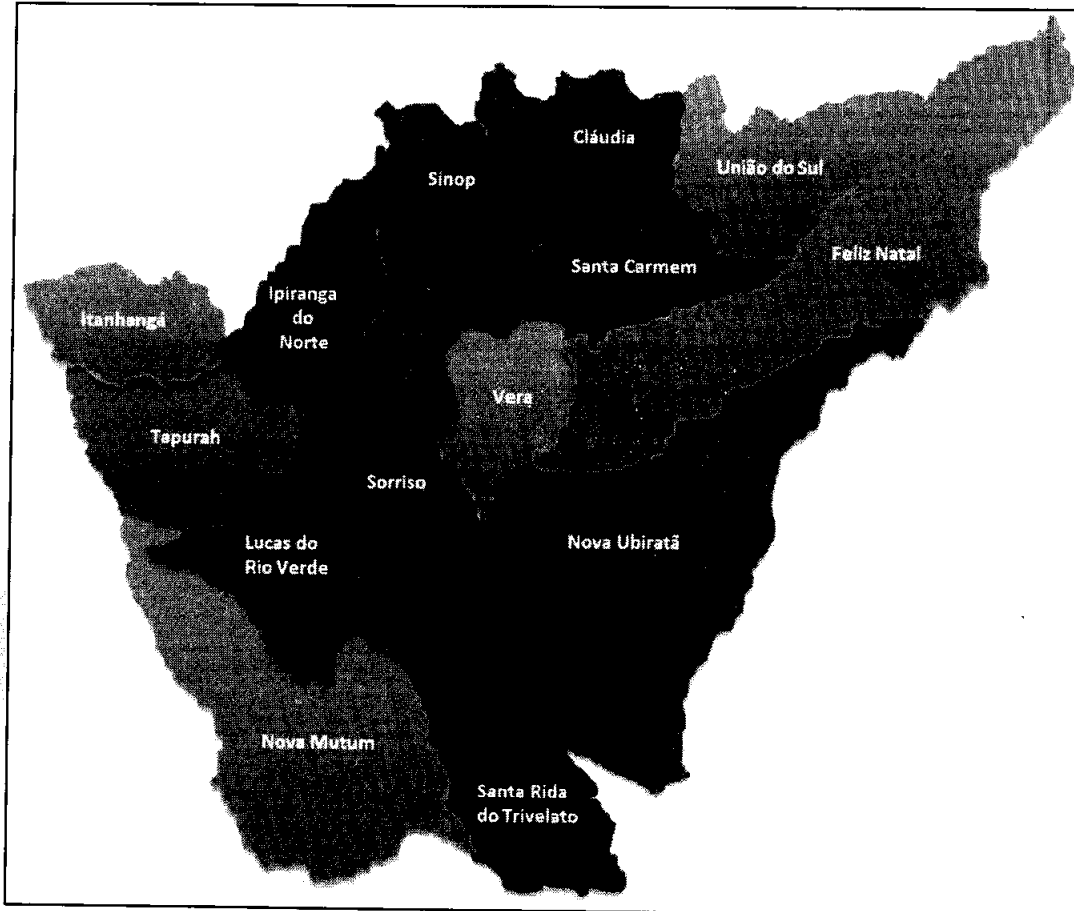 Cláudia
União do Sul
Sinop
Feliz Natal
Santa Carmem
Ipiranga
do
Norte
Itanhangá
Vera
Tapurah
Sorriso
Lucas do
Rio Verde
Nova Ubiratã
Nova Mutum
Santa Rida
do Trivelato